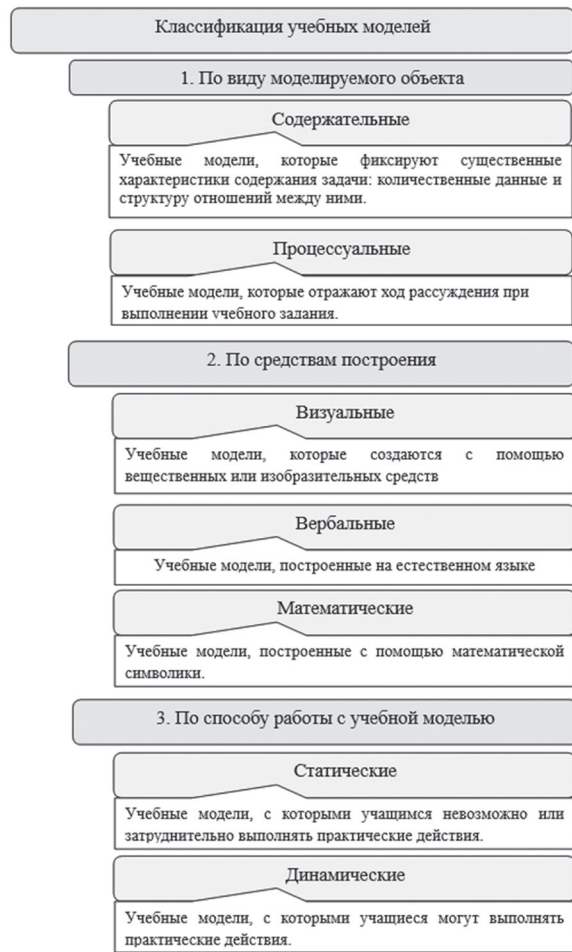 Классификация учебных моделей
1. По виду моделируемого объекта
Содержательные
Учебные модели, которые фиксируют существенные
характеристики содержания задачи: количественные данные и
структуру отношений между ними.
Процессуальные
Учебные модели, которые отражают ход рассуждения при
выполнении учебного задания.
2. По средствам построения
Визуальные
Учебные модели, которые создаются с помощью
вещественных или изобразительных средств
Вербальные
Учебные модели, построенные на естественном языке
Математические
Учебные модели, построенные с помощью математической
символики.
3. По способу работы с учебной моделью
Статические
Учебные модели, с которыми учащимся невозможно или
затруднительно выполнять практические действия.
Динамические
Учебные модели, с которыми учащиеся могут выполнять
практические действия.